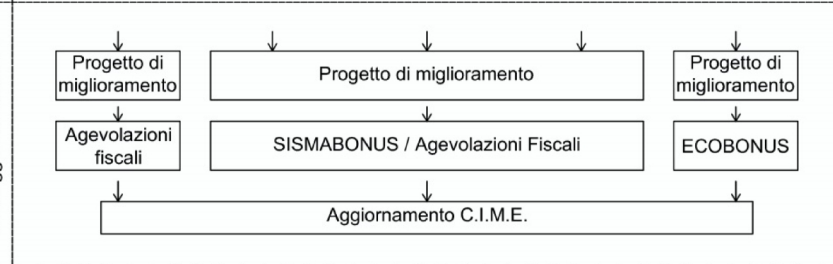 Progetto di
miglioramento
Progetto di miglioramento
Progetto di
miglioramento
Agevolazioni
fiscali
SISMABONUS / Agevolazioni Fiscali
ECOBONUS
Aggiornamento C.I.M.E.